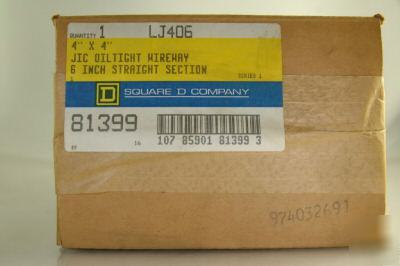 QUANTITY 1 LJ406
4" X 4"
JIC OILTIGHT WIREWAY
6 INCH STRAIGHT SECTION
SERIES 1
D SQUARE D COMPANY
81399
107 85901 81399 3
974032691